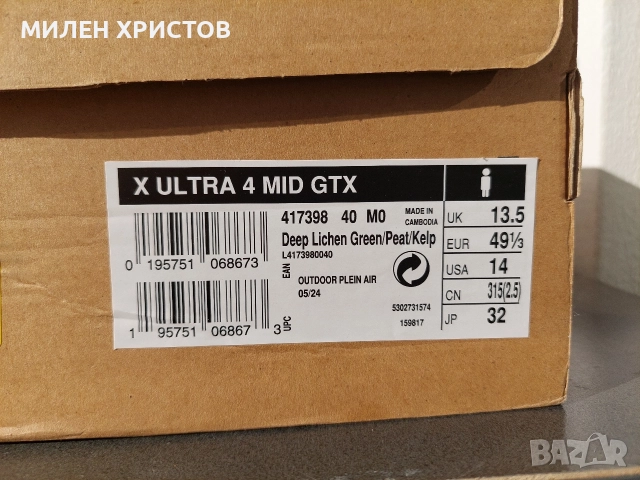 МИЛЕН ХРИСТОВ
X ULTRA 4 MID GTX
417398 40 M0
MADE IN
CAMBODIA
Deep Lichen Green/Peat/Kelp
L4173980040
0 195751 068673
EAN
OUTDOOR PLEIN AIR
05/24
5302731574
159817
1 95751 06867 3
UPC
UK 13.5
EUR 49⅓
USA 14
CN 315(2.5)
JP 32
BAZAR